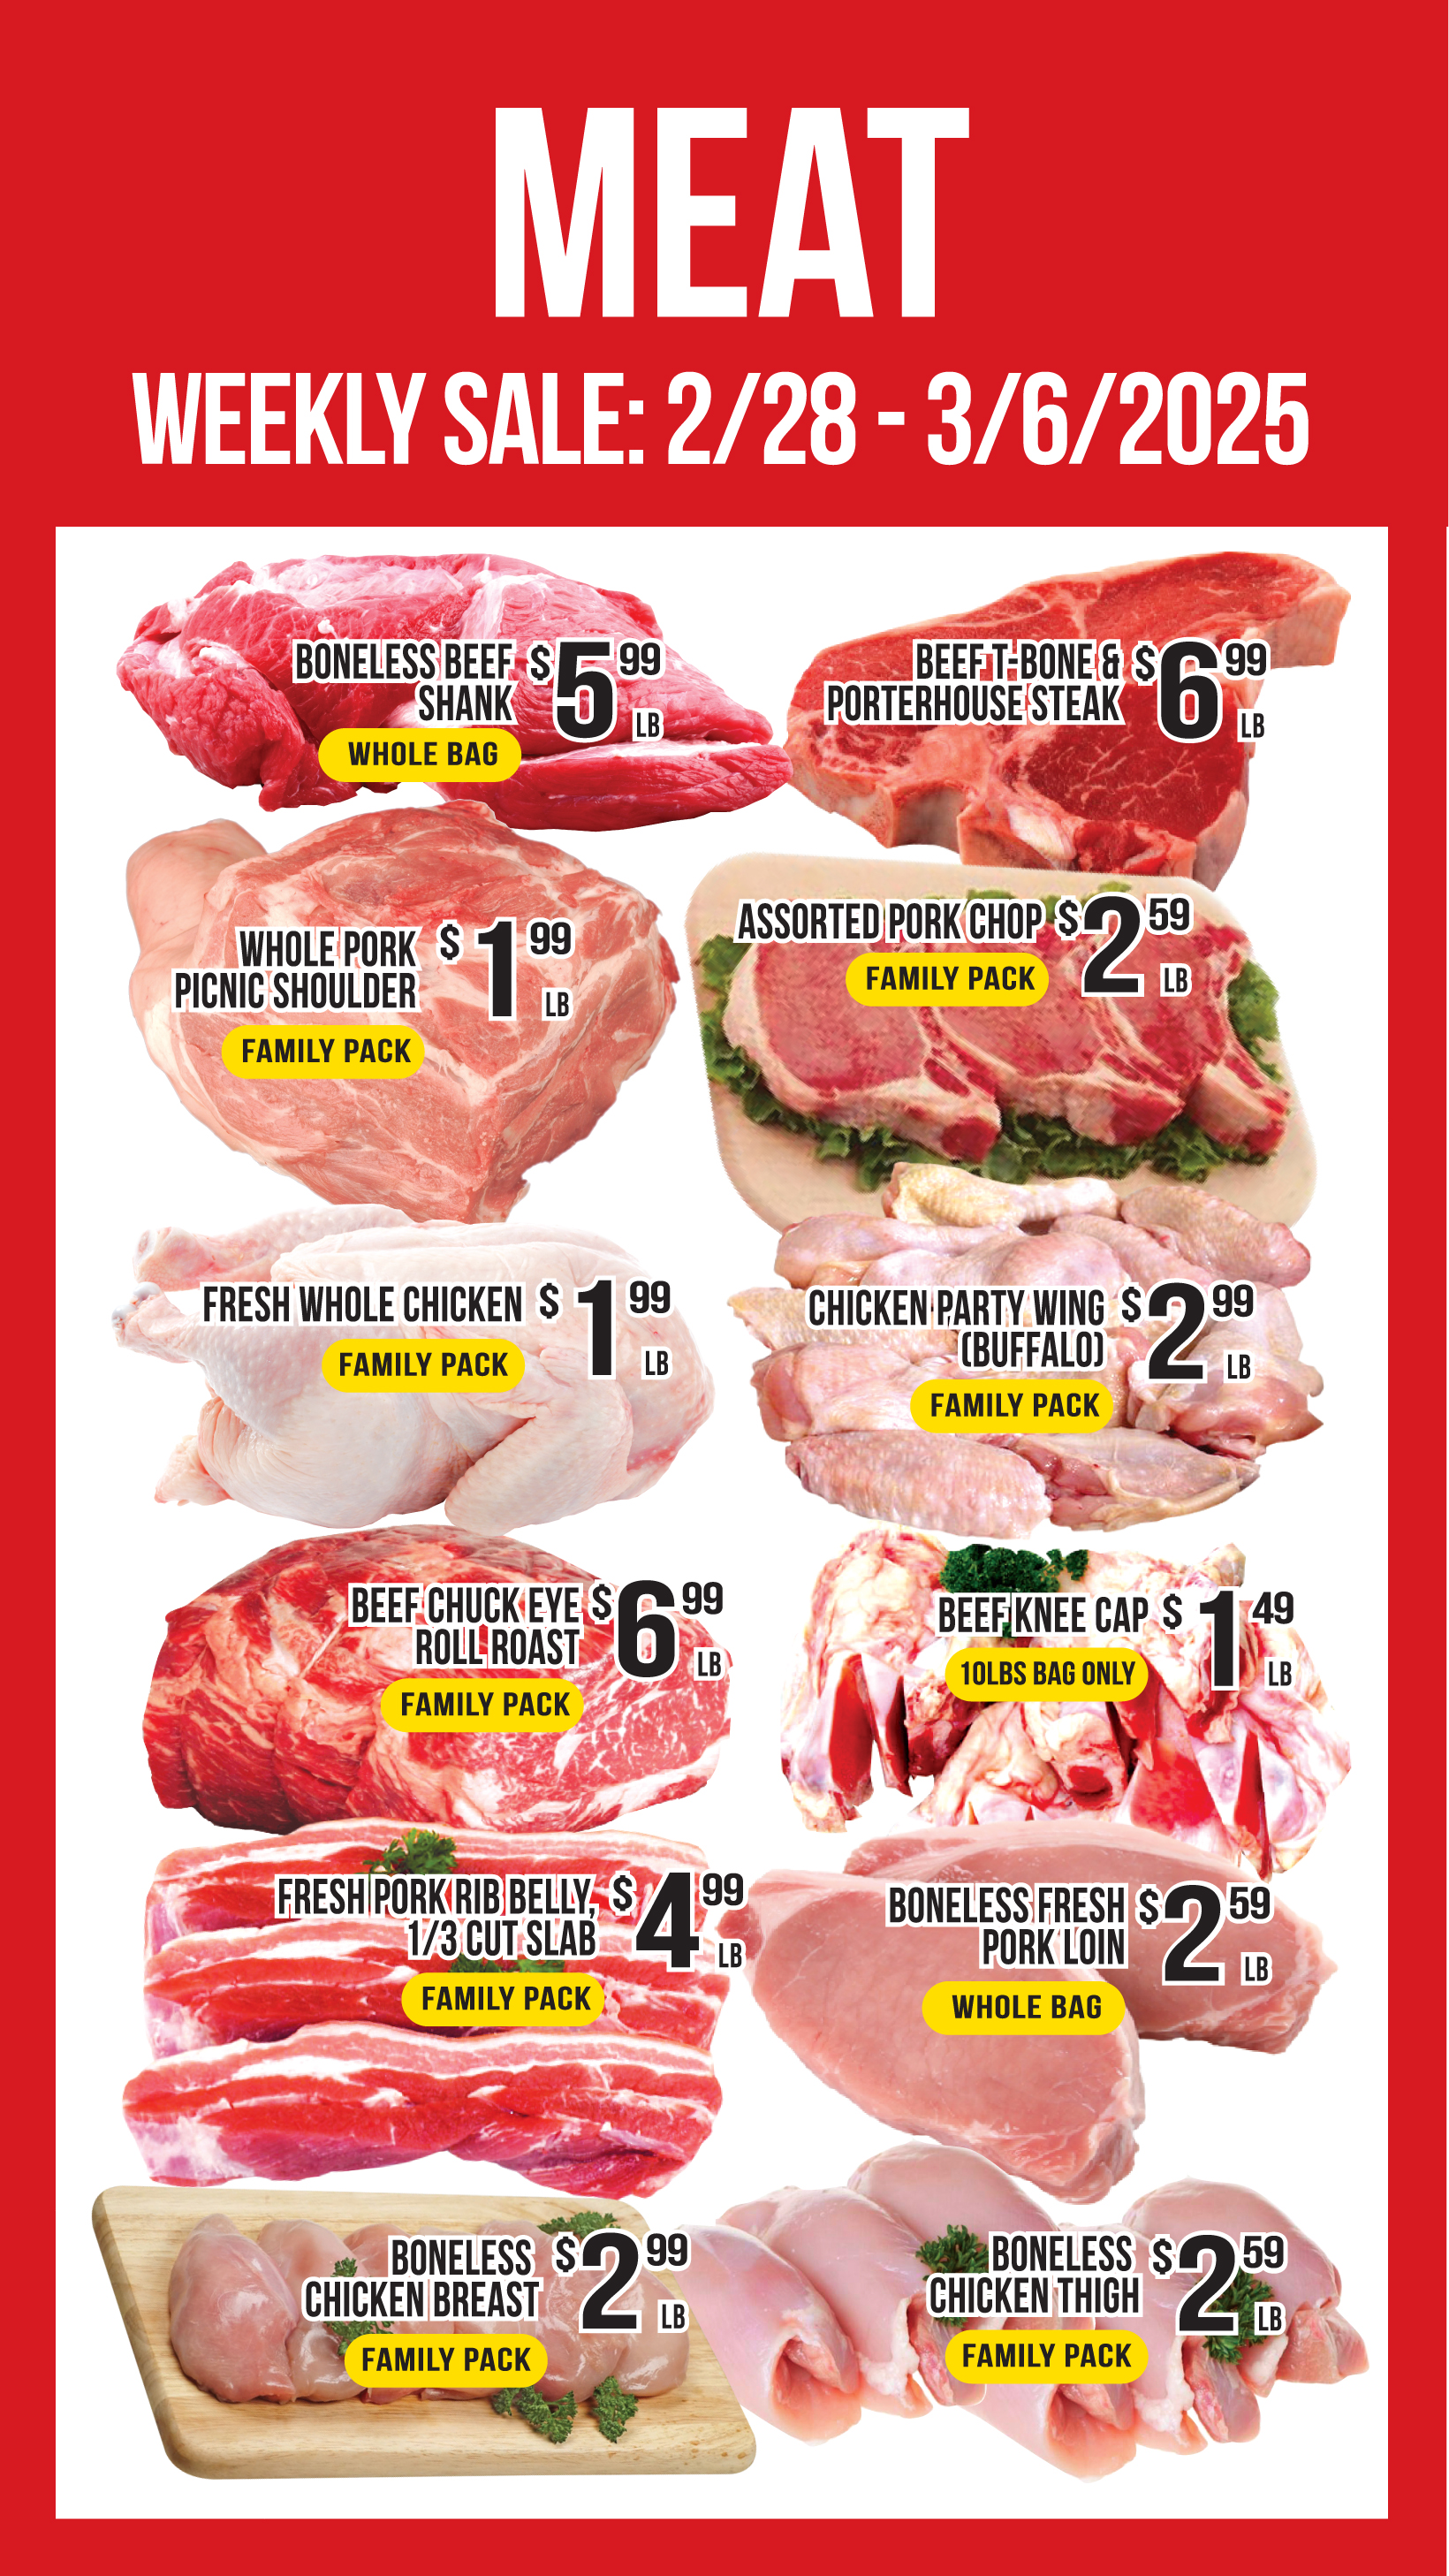 MEAT
WEEKLY SALE: 2/28 - 3/6/2025
BONELESS BEEF
SHANK
$5 99 LB
WHOLE BAG
BEEF T-BONE &
PORTERHOUSE STEAK
$6 99 LB
WHOLE PORK
PICNIC SHOULDER
$1 99 LB
FAMILY PACK
ASSORTED PORK CHOP
$2 59 LB
FAMILY PACK
FRESH WHOLE CHICKEN
$1 99 LB
FAMILY PACK
CHICKEN PARTY WING
(BUFFALO)
$2 99 LB
FAMILY PACK
BEEF CHUCK EYE
ROLL ROAST
$6 99 LB
FAMILY PACK
BEEF KNEE CAP
$1 49 LB
10LBS BAG ONLY
FRESH PORK RIB BELLY,
1/3 CUT SLAB
$4 99 LB
FAMILY PACK
BONELESS FRESH
PORK LOIN
$2 59 LB
WHOLE BAG
BONELESS
CHICKEN BREAST
$2 99 LB
FAMILY PACK
BONELESS
CHICKEN THIGH
$2 59 LB
FAMILY PACK